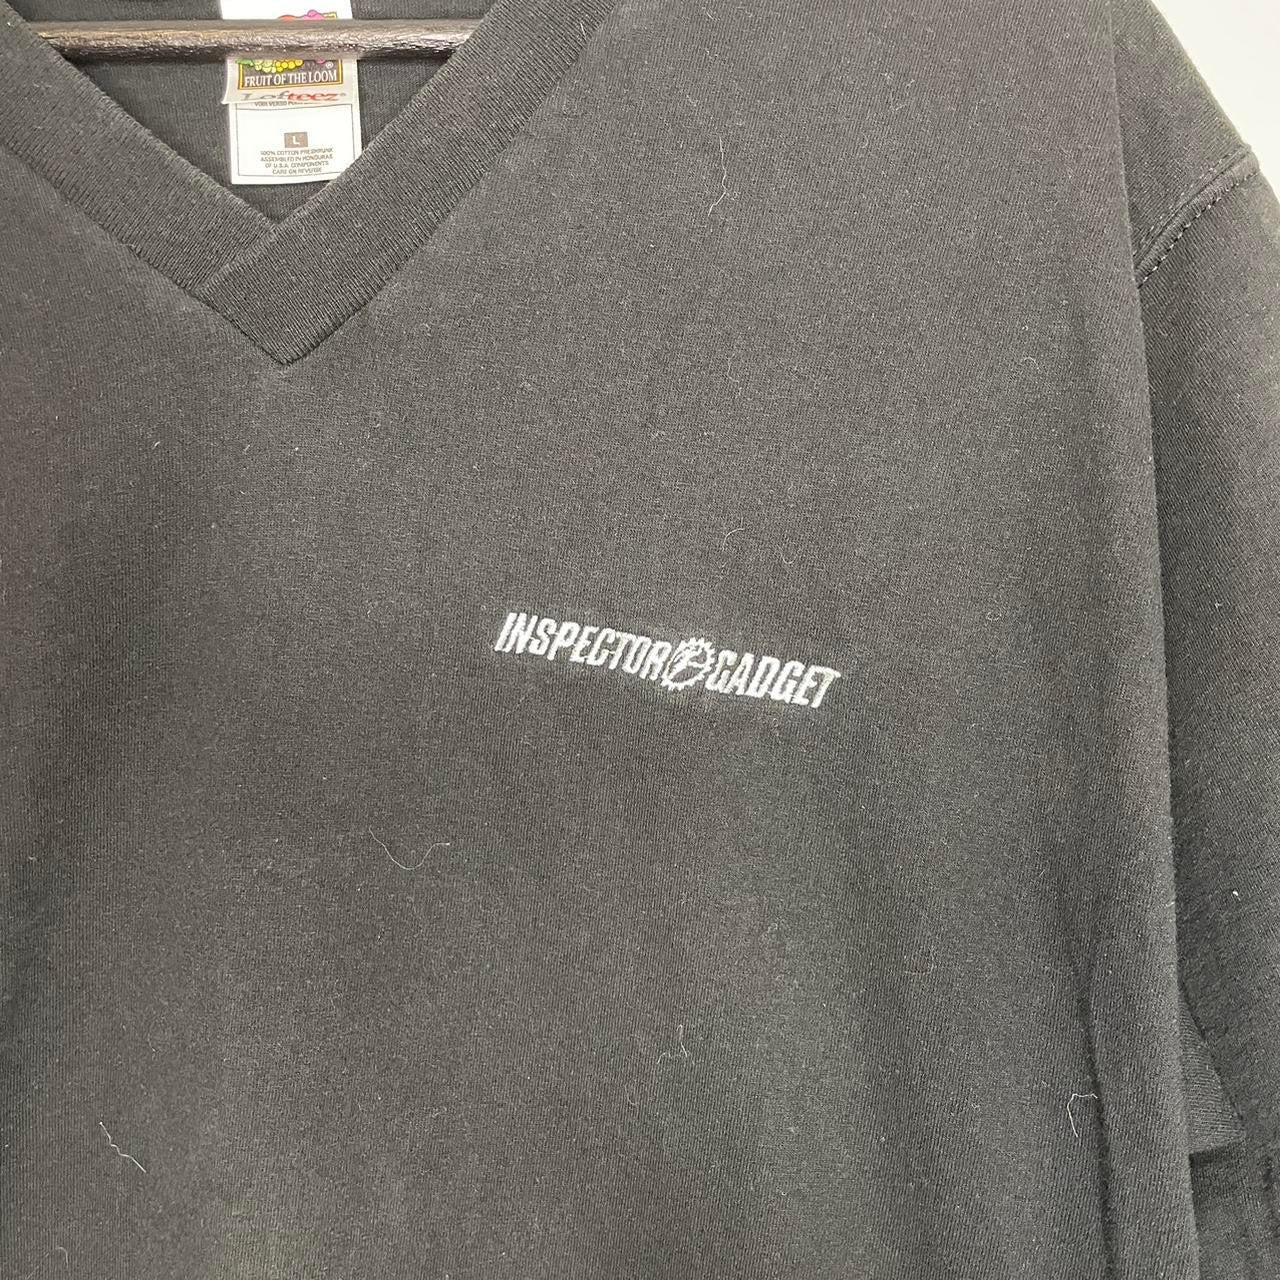 FRUIT OF THE LOOM®
Lofteez®
L
100% COTTON PRESHRUNK
ASSEMBLED IN HONDURAS
OF U.S.A. COMPONENTS
CARE ON REVERSE
INSPECTOR GADGET